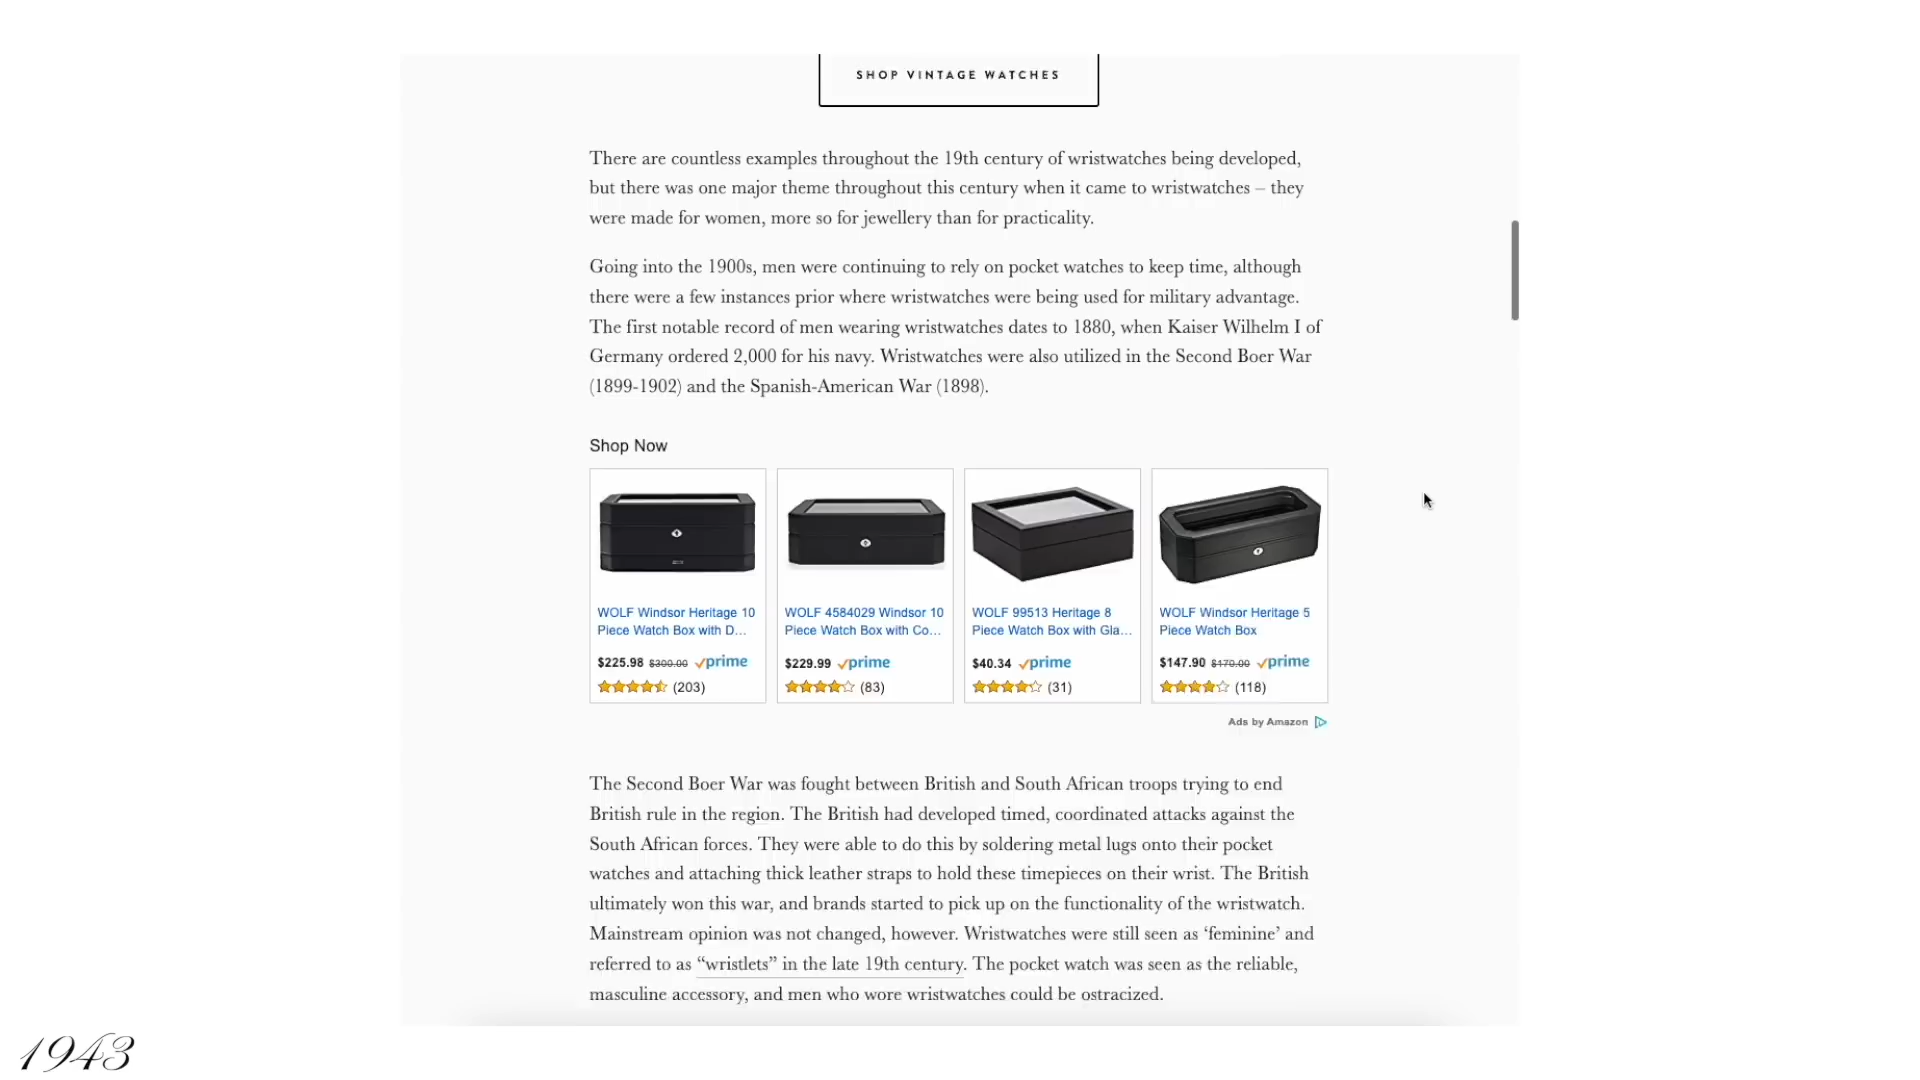 SHOP VINTAGE WATCHES
There are countless examples throughout the 19th century of wristwatches being developed,
but there was one major theme throughout this century when it came to wristwatches – they
were made for women, more so for jewellery than for practicality.
Going into the 1900s, men were continuing to rely on pocket watches to keep time, although
there were a few instances prior where wristwatches were being used for military advantage.
The first notable record of men wearing wristwatches dates to 1880, when Kaiser Wilhelm I of
Germany ordered 2,000 for his navy. Wristwatches were also utilized in the Second Boer War
(1899-1902) and the Spanish-American War (1898).
Shop Now
WOLF Windsor Heritage 10
Piece Watch Box with D...
$225.98 $300.00 prime
(203)
WOLF 4584029 Windsor 10
Piece Watch Box with Co...
$229.99 prime
(83)
WOLF 99513 Heritage 8
Piece Watch Box with Gla...
$40.34 prime
(31)
WOLF Windsor Heritage 5
Piece Watch Box
$147.90 $170.00 prime
(118)
Ads by Amazon
The Second Boer War was fought between British and South African troops trying to end
British rule in the region. The British had developed timed, coordinated attacks against the
South African forces. They were able to do this by soldering metal lugs onto their pocket
watches and attaching thick leather straps to hold these timepieces on their wrist. The British
ultimately won this war, and brands started to pick up on the functionality of the wristwatch.
Mainstream opinion was not changed, however. Wristwatches were still seen as ‘feminine’ and
referred to as “wristlets” in the late 19th century. The pocket watch was seen as the reliable,
masculine accessory, and men who wore wristwatches could be ostracized.
1943